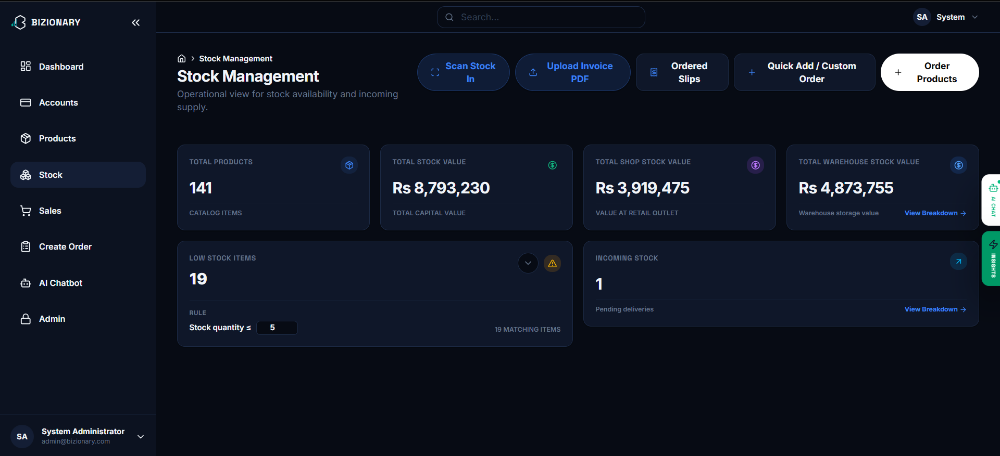 BIZIONARY
Search...
SA System
Dashboard
Accounts
Products
Stock
Sales
Create Order
AI Chatbot
Admin
SA
System Administrator
admin@bizionary.com
Stock Management
Stock Management
Operational view for stock availability and incoming
supply.
Scan Stock
In
Upload Invoice
PDF
Ordered
Slips
Quick Add / Custom
Order
Order
Products
TOTAL PRODUCTS
141
CATALOG ITEMS
TOTAL STOCK VALUE
Rs 8,793,230
TOTAL CAPITAL VALUE
TOTAL SHOP STOCK VALUE
Rs 3,919,475
VALUE AT RETAIL OUTLET
TOTAL WAREHOUSE STOCK VALUE
Rs 4,873,755
Warehouse storage value View Breakdown →
LOW STOCK ITEMS
19
RULE
Stock quantity ≤ 5
19 MATCHING ITEMS
INCOMING STOCK
1
Pending deliveries View Breakdown →
AI CHAT
INSIGHTS